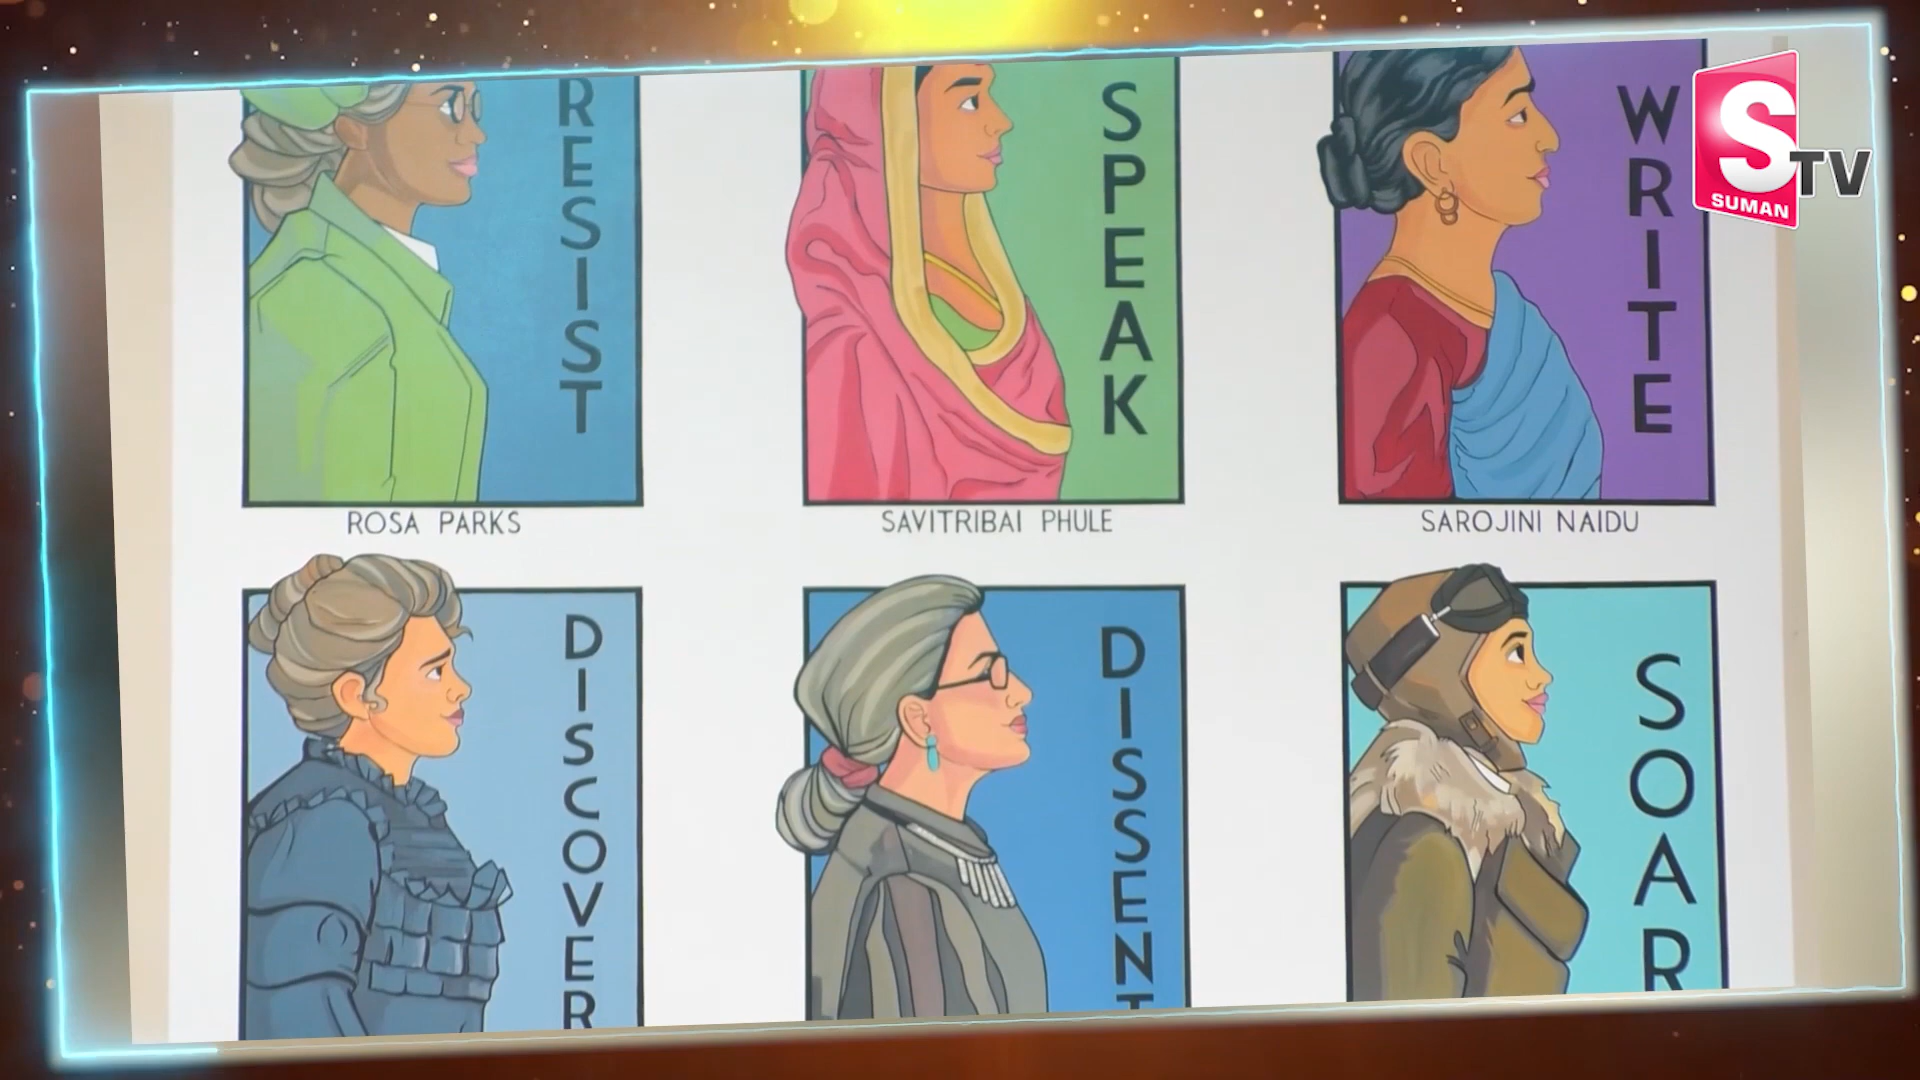 RESIST
SPEAK
WRITE
S
TV
SUMAN
ROSA PARKS
SAVITRIBAI PHULE
SAROJINI NAIDU
DISCOVER
DISSENT
SOAR